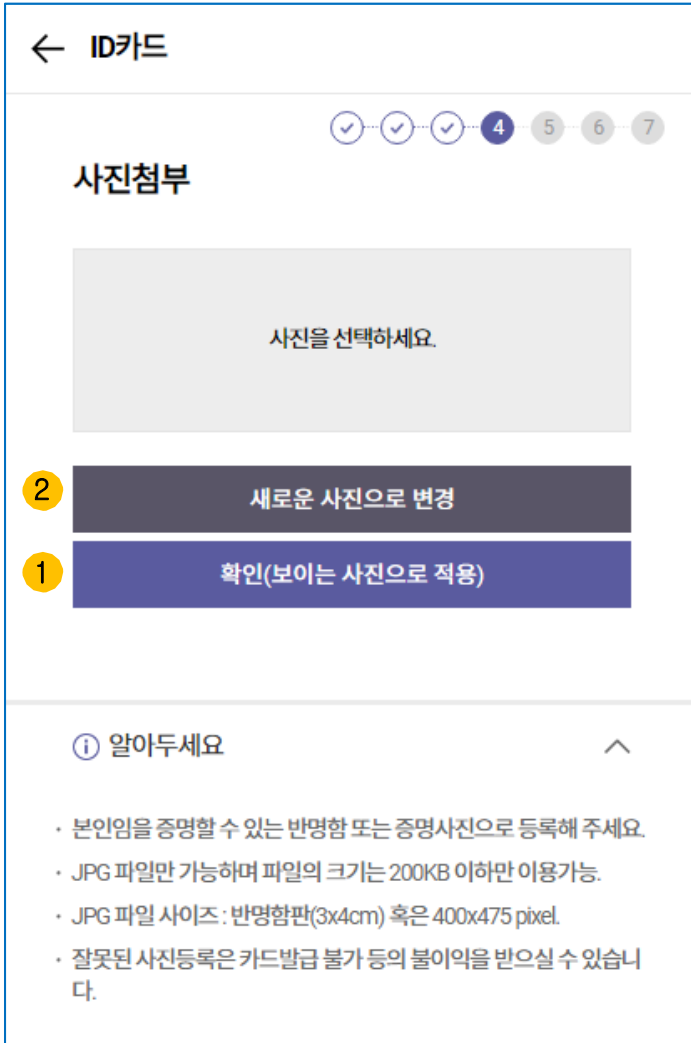 ← ID카드
4 5 6 7
사진첨부
사진을 선택하세요.
2 새로운 사진으로 변경
1 확인(보이는 사진으로 적용)
알아두세요
· 본인임을 증명할 수 있는 반명함 또는 증명사진으로 등록해 주세요.
· JPG 파일만 가능하며 파일의 크기는 200KB 이하만 이용가능.
· JPG 파일 사이즈 : 반명함판(3x4cm) 혹은 400x475 pixel.
· 잘못된 사진등록은 카드발급 불가 등의 불이익을 받으실 수 있습니
다.